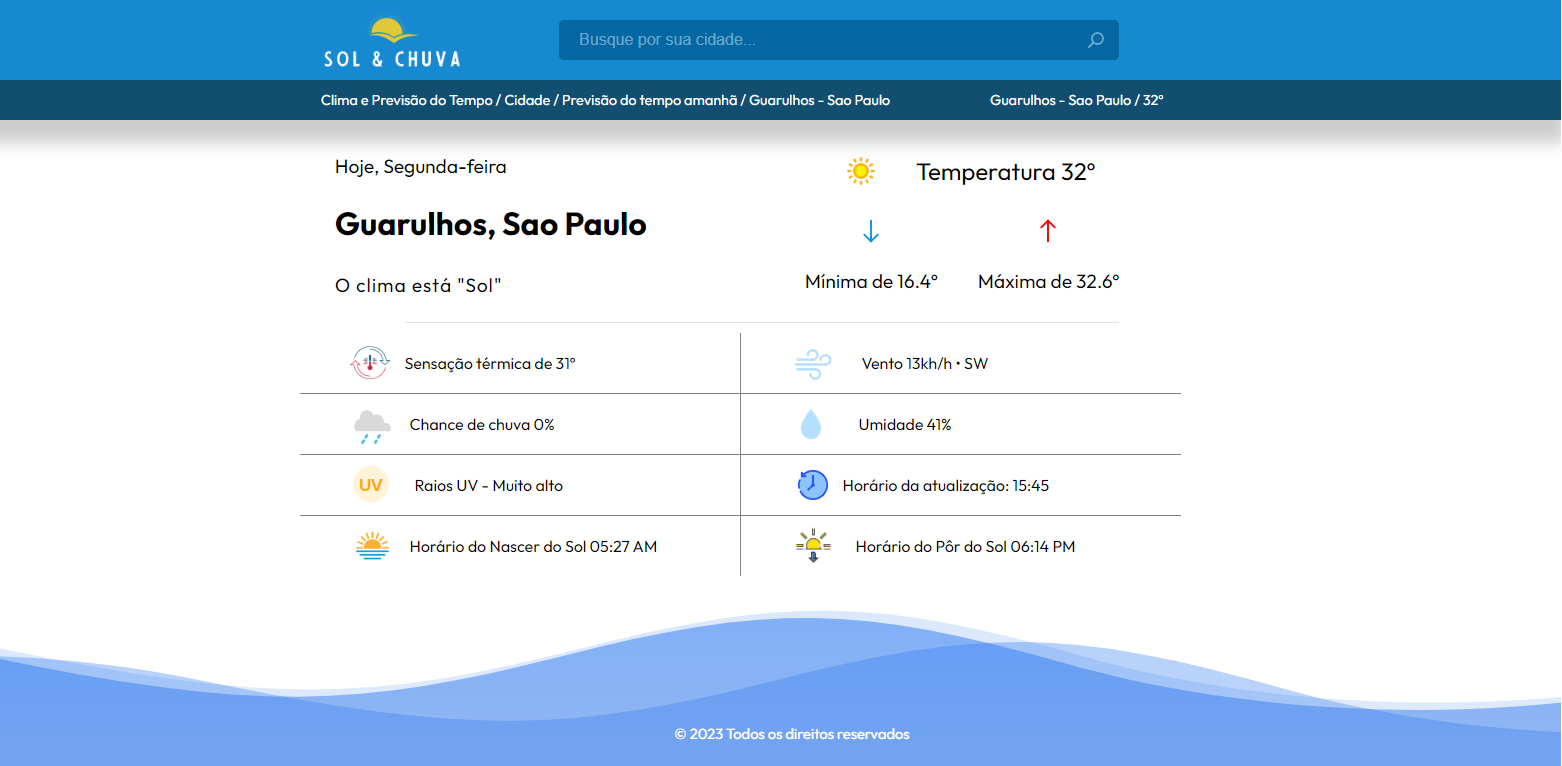 SOL & CHUVA
Busque por sua cidade...
Clima e Previsão do Tempo / Cidade / Previsão do tempo amanhã / Guarulhos - Sao Paulo
Guarulhos - Sao Paulo / 32°
Hoje, Segunda-feira
Temperatura 32°
Guarulhos, Sao Paulo
O clima está "Sol"
Mínima de 16.4°
Máxima de 32.6°
Sensação térmica de 31°
Vento 13kh/h • SW
Chance de chuva 0%
Umidade 41%
UV
Raios UV - Muito alto
Horário da atualização: 15:45
Horário do Nascer do Sol 05:27 AM
Horário do Pôr do Sol 06:14 PM
© 2023 Todos os direitos reservados